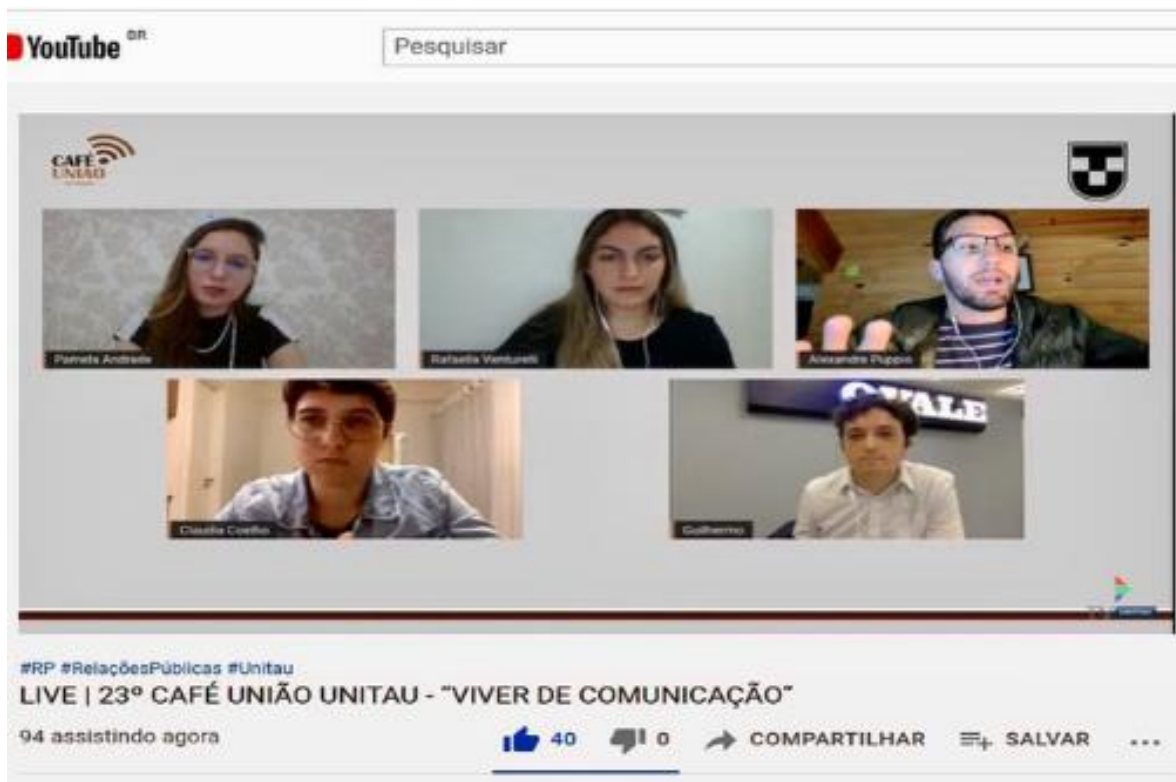 YouTube BR
Pesquisar
CAFÉ
UNIÃO
Pamela Andrade
Rafaella Ventureli
Alexandre Puppio
OVALE
Claudia Coelho
Guilherme
#RP #RelaçõesPúblicas #Unitau
LIVE | 23º CAFÉ UNIÃO UNITAU - "VIVER DE COMUNICAÇÃO"
94 assistindo agora
40
0
COMPARTILHAR
SALVAR